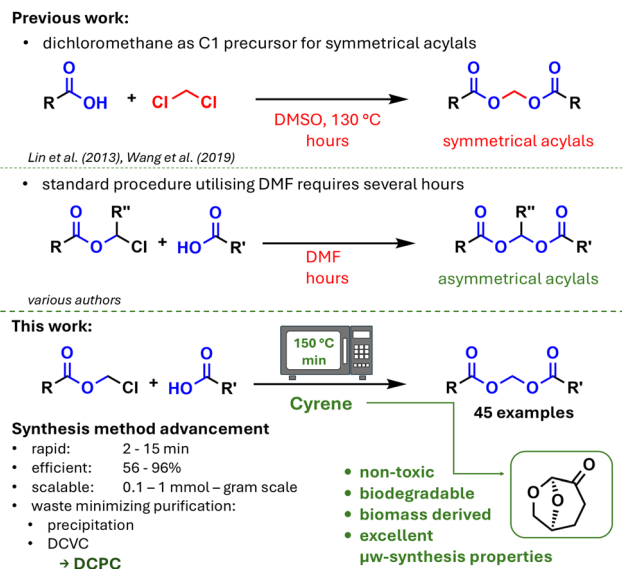 Previous work:
• dichloromethane as C1 precursor for symmetrical acylals
R O OH + Cl Cl DMSO, 130 °C hours R O O O O R
symmetrical acylals
Lin et al. (2013), Wang et al. (2019)
• standard procedure utilising DMF requires several hours
R O O R" Cl + HO O R' DMF hours R O O R" O O R'
asymmetrical acylals
various authors
This work:
150 °C
min
R O O Cl + HO O R' Cyrene R O O O O R'
45 examples
Synthesis method advancement
• rapid: 2 - 15 min
• efficient: 56 - 96%
• scalable: 0.1 – 1 mmol – gram scale
• waste minimizing purification:
• precipitation
• DCVC
→ DCPC
• non-toxic
• biodegradable
• biomass derived
• excellent
µw-synthesis properties
O O O